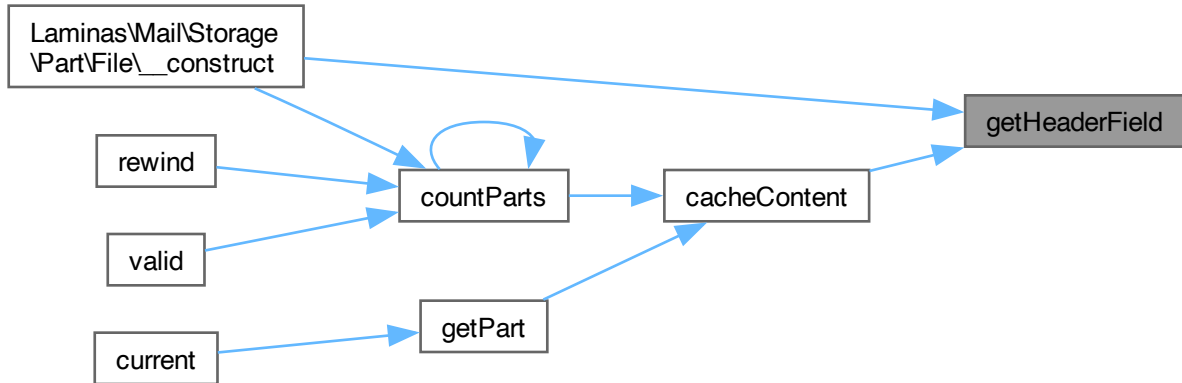 Laminas\Mail\Storage
\Part\File\__construct
getHeaderField
rewind
countParts
cacheContent
valid
getPart
current